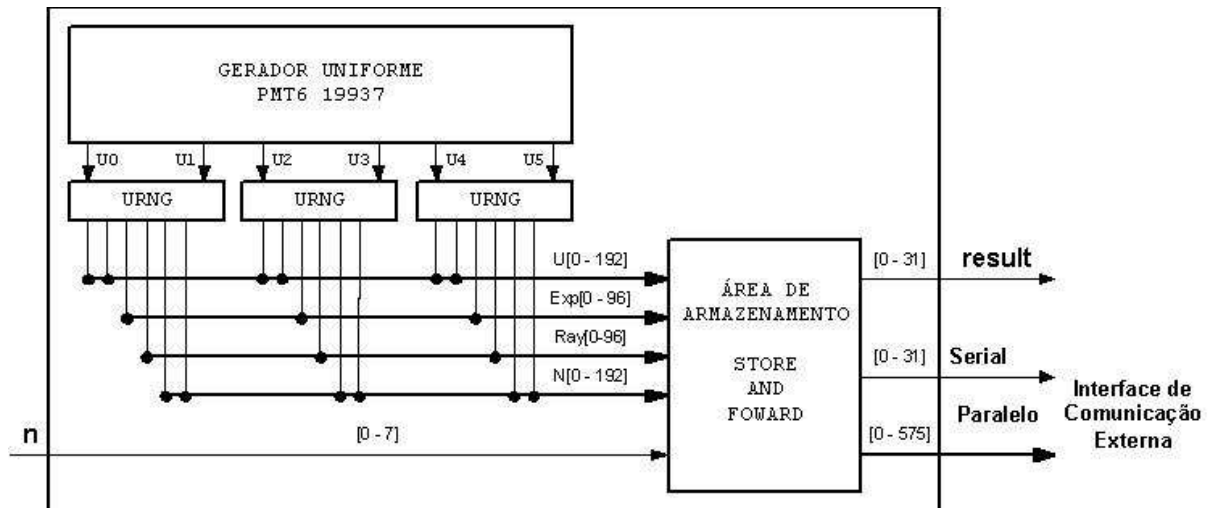 GERADOR UNIFORME
PMT6 19937
U0
U1
U2
U3
U4
U5
URNG
URNG
URNG
U[0 - 192]
Exp[0 - 96]
Ray[0-96]
N[0 - 192]
n
[0 - 7]
ÁREA DE
ARMAZENAMENTO
STORE
AND
FOWARD
[0 - 31]
result
[0 - 31]
Serial
[0 - 575]
Paralelo
Interface de
Comunicação
Externa